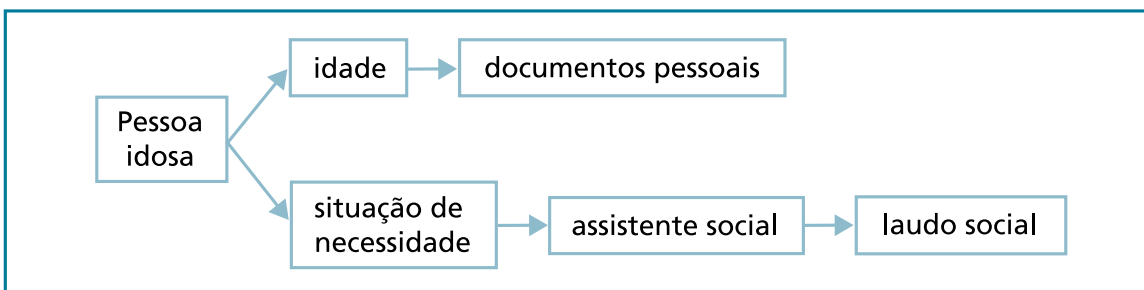 idade
documentos pessoais
Pessoa
idosa
situação de
necessidade
assistente social
laudo social